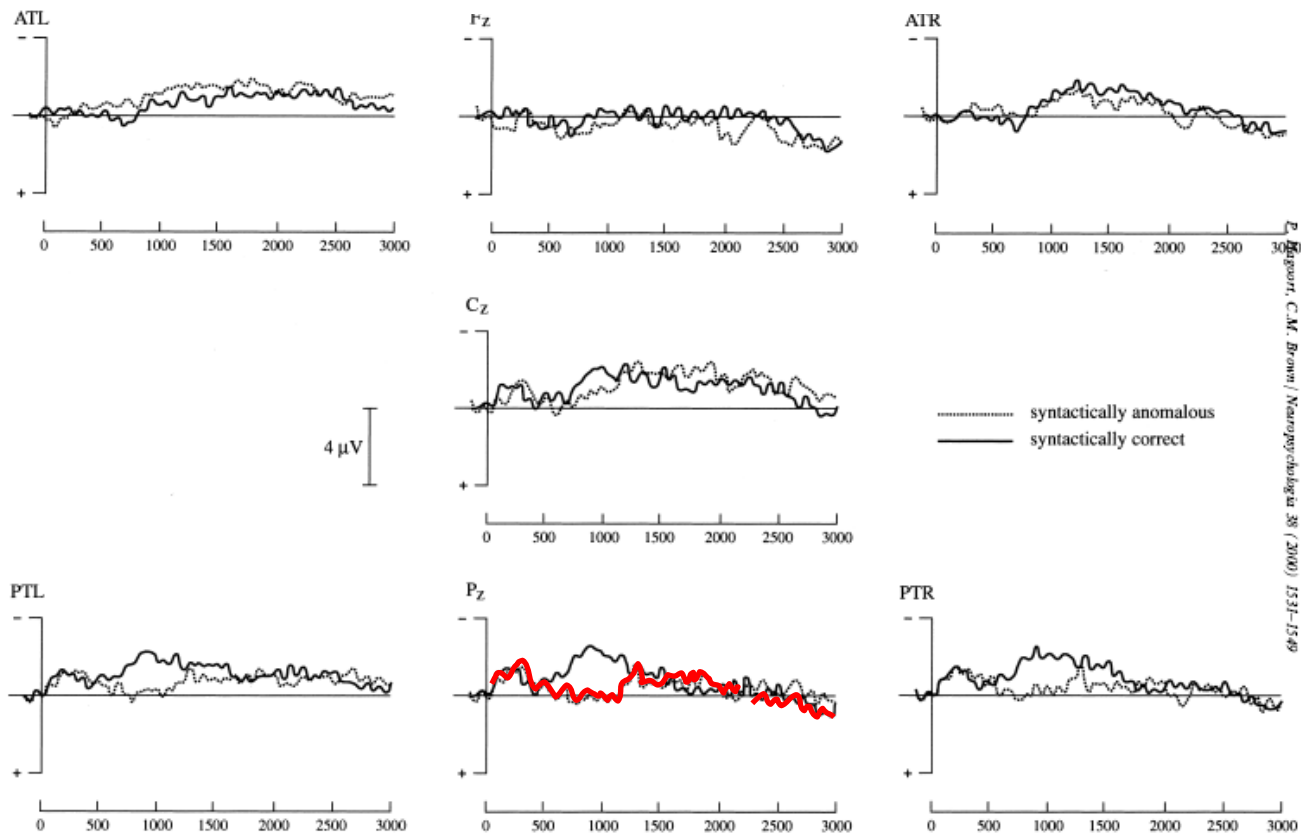 ATL
Fz
ATR
− − −
+ + +
0 500 1000 1500 2000 2500 3000
0 500 1000 1500 2000 2500 3000
0 500 1000 1500 2000 2500 3000
Cz
−
4 µV
+
0 500 1000 1500 2000 2500 3000
syntactically anomalous
syntactically correct
P. Hagoort, C.M. Brown / Neuropsychologia 38 (2000) 1531–1549
PTL
Pz
PTR
− − −
+ + +
0 500 1000 1500 2000 2500 3000
0 500 1000 1500 2000 2500 3000
0 500 1000 1500 2000 2500 3000